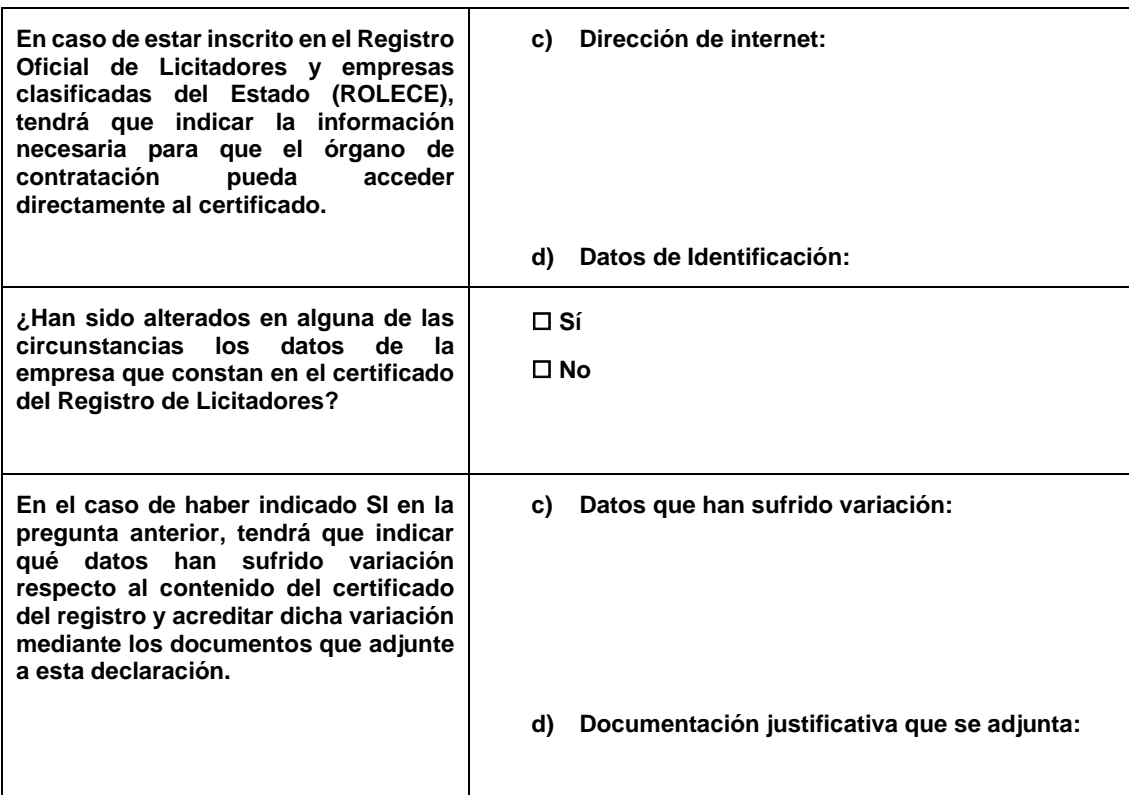 En caso de estar inscrito en el Registro
Oficial de Licitadores y empresas
clasificadas del Estado (ROLECE),
tendrá que indicar la información
necesaria para que el órgano de
contratación pueda acceder
directamente al certificado.
c) Dirección de internet:
d) Datos de Identificación:
¿Han sido alterados en alguna de las
circunstancias los datos de la
empresa que constan en el certificado
del Registro de Licitadores?
☐ Sí
☐ No
En el caso de haber indicado SI en la
pregunta anterior, tendrá que indicar
qué datos han sufrido variación
respecto al contenido del certificado
del registro y acreditar dicha variación
mediante los documentos que adjunte
a esta declaración.
c) Datos que han sufrido variación:
d) Documentación justificativa que se adjunta: